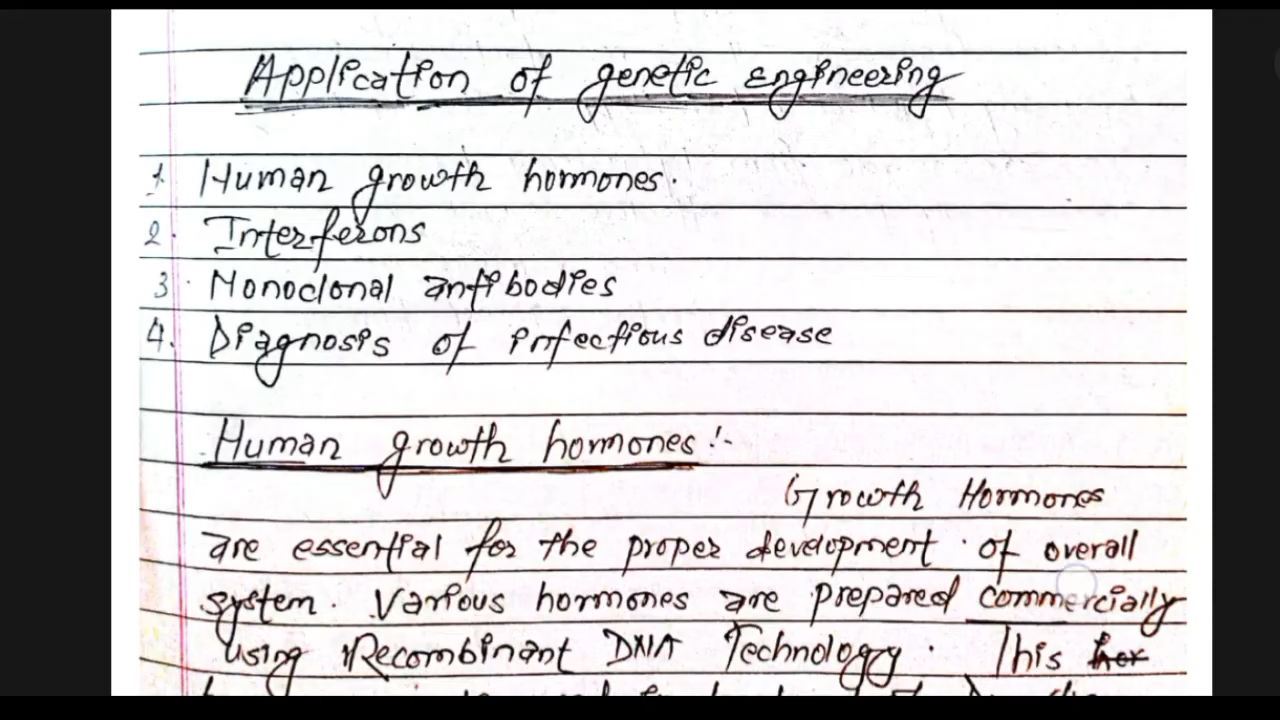 Application of genetic engineering
1. Human growth hormones.
2. Interferons
3. Monoclonal antibodies
4. Diagnosis of infectious disease
Human growth hormones :-
Growth Hormones
are essential for the proper development of overall
system. Various hormones are prepared commercially
using Recombinant DNA Technology. This